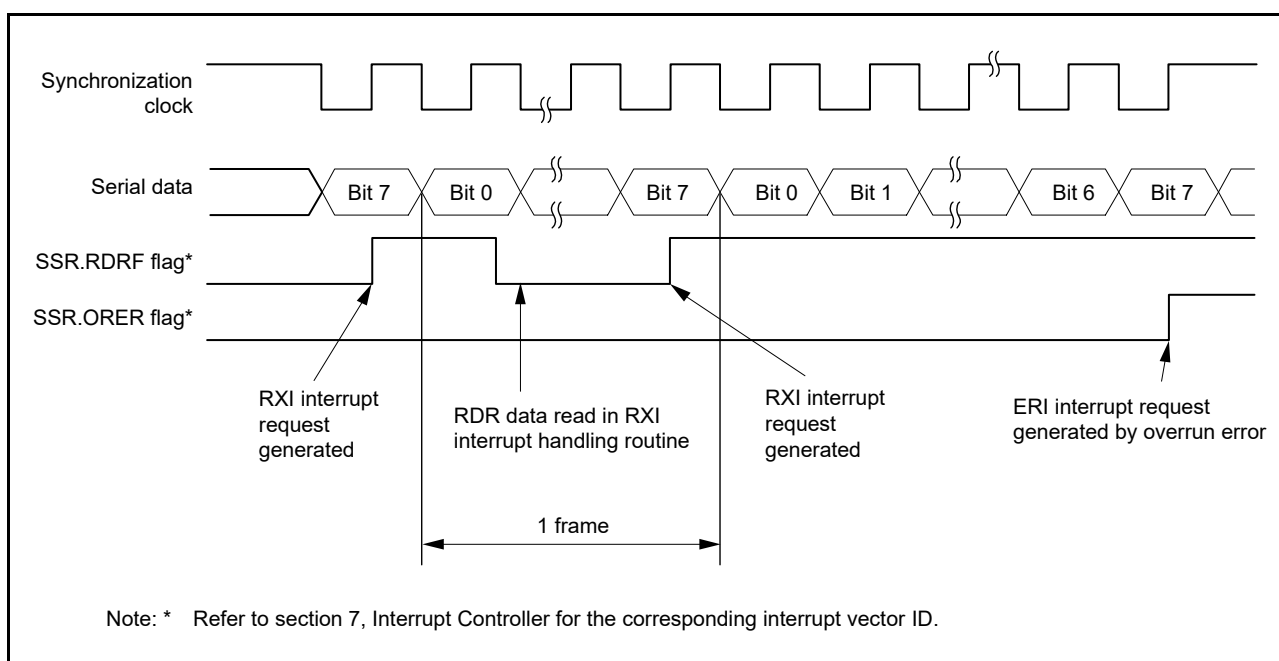 Synchronization
clock
Serial data
Bit 7
Bit 0
Bit 7
Bit 0
Bit 1
Bit 6
Bit 7
SSR.RDRF flag*
SSR.ORER flag*
RXI interrupt
request
generated
RDR data read in RXI
interrupt handling routine
RXI interrupt
request
generated
ERI interrupt request
generated by overrun error
1 frame
Note: * Refer to section 7, Interrupt Controller for the corresponding interrupt vector ID.